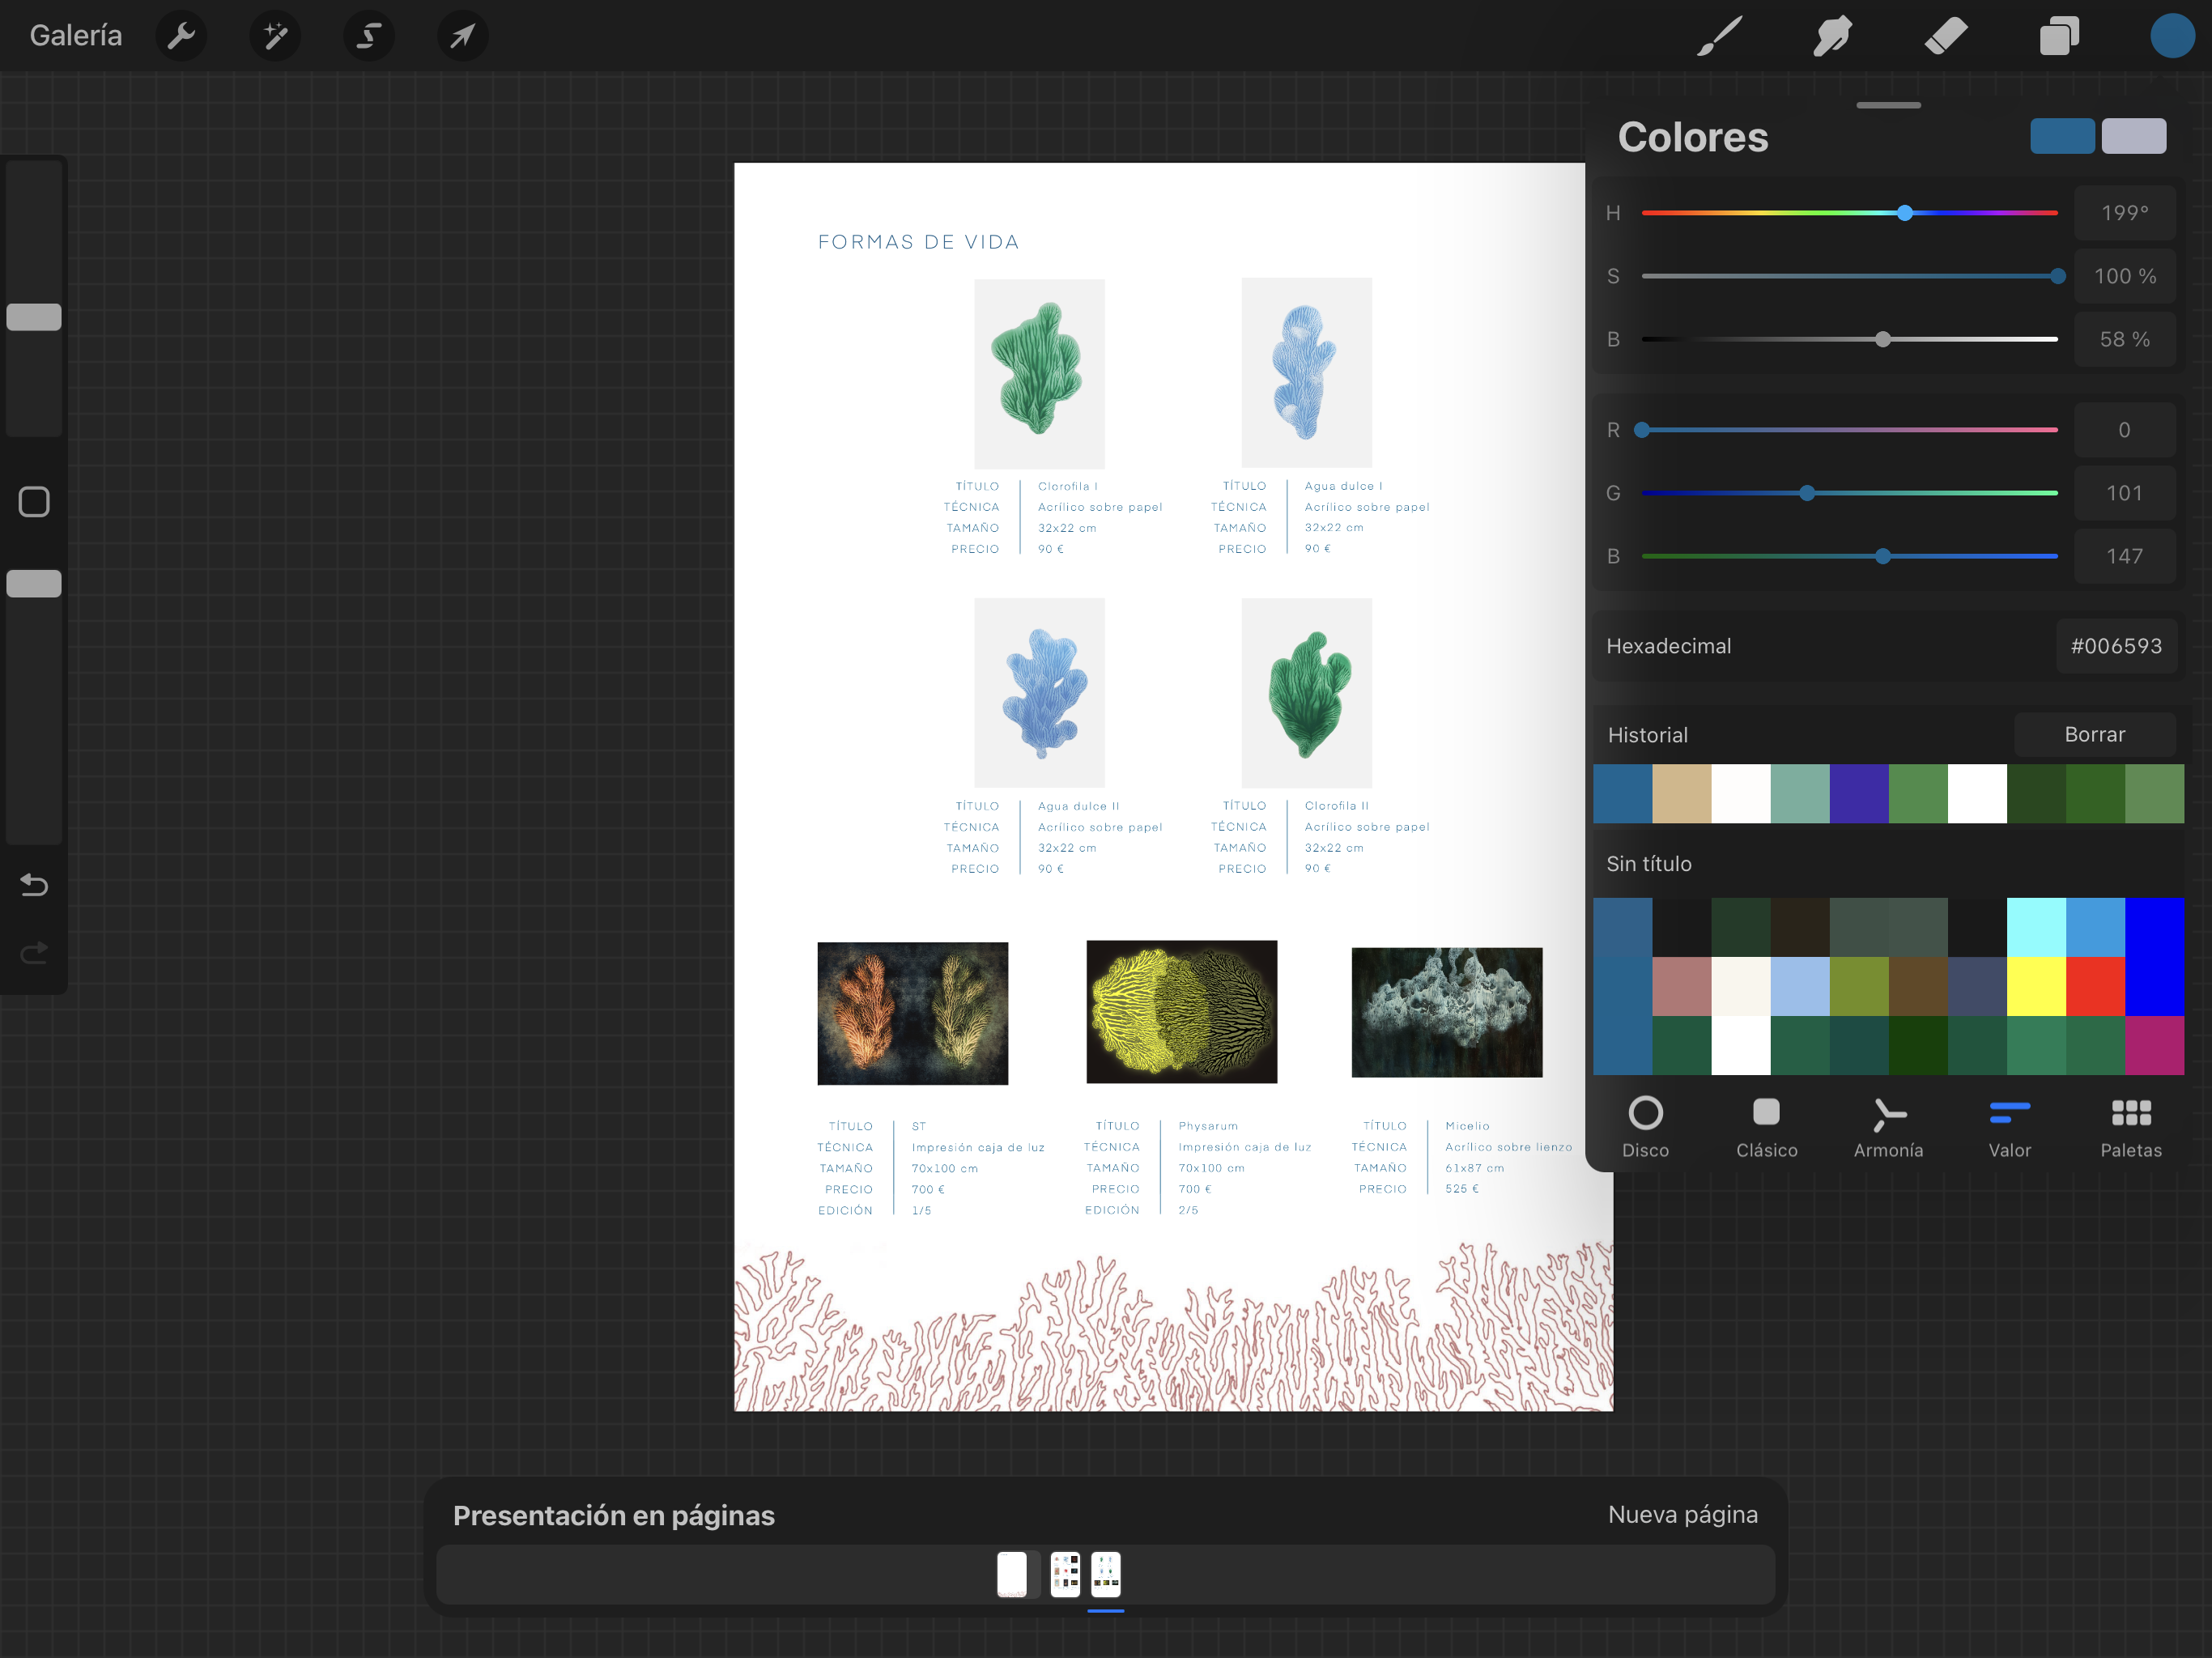 Galería
Colores
H 199°
S 100 %
B 58 %
R 0
G 101
B 147
Hexadecimal #006593
Historial Borrar
Sin título
Disco Clásico Armonía Valor Paletas
FORMAS DE VIDA
TÍTULO Clorofila I
TÉCNICA Acrílico sobre papel
TAMAÑO 32x22 cm
PRECIO 90 €
TÍTULO Agua dulce I
TÉCNICA Acrílico sobre papel
TAMAÑO 32x22 cm
PRECIO 90 €
TÍTULO Agua dulce II
TÉCNICA Acrílico sobre papel
TAMAÑO 32x22 cm
PRECIO 90 €
TÍTULO Clorofila II
TÉCNICA Acrílico sobre papel
TAMAÑO 32x22 cm
PRECIO 90 €
TÍTULO ST
TÉCNICA Impresión caja de luz
TAMAÑO 70x100 cm
PRECIO 700 €
EDICIÓN 1/5
TÍTULO Physarum
TÉCNICA Impresión caja de luz
TAMAÑO 70x100 cm
PRECIO 700 €
EDICIÓN 2/5
TÍTULO Micelio
TÉCNICA Acrílico sobre lienzo
TAMAÑO 61x87 cm
PRECIO 525 €
Presentación en páginas Nueva página